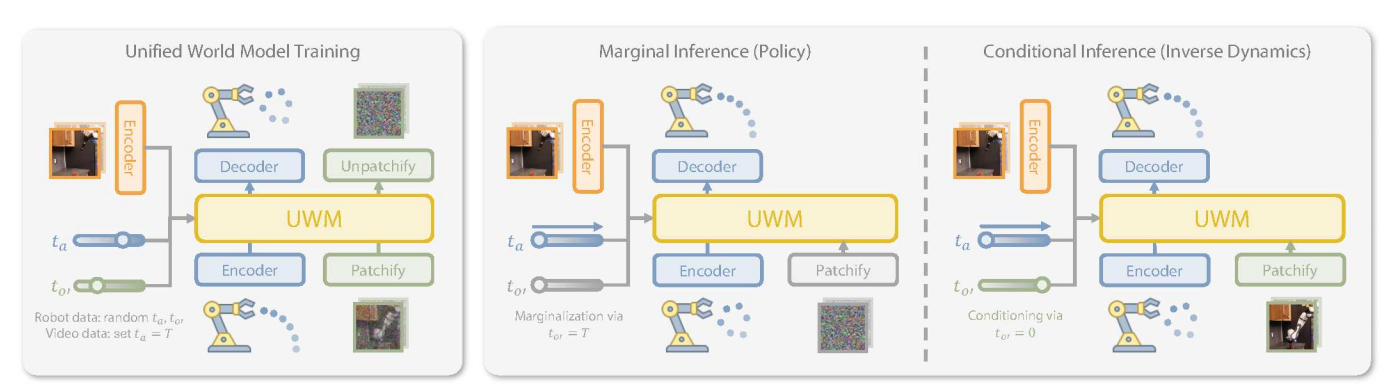 Unified World Model Training
Encoder
Decoder
Unpatchify
UWM
t_a
t_o′
Encoder
Patchify
Robot data: random t_a, t_o′
Video data: set t_a = T
Marginal Inference (Policy)
Encoder
Decoder
UWM
t_a
t_o′
Encoder
Patchify
Marginalization via
t_o′ = T
Conditional Inference (Inverse Dynamics)
Encoder
Decoder
UWM
t_a
t_o′
Encoder
Patchify
Conditioning via
t_o′ = 0